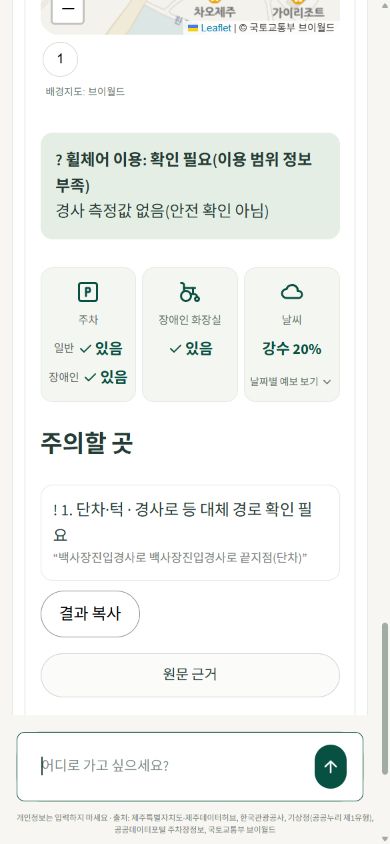 차오제주
가이리조트
Leaflet | © 국토교통부 브이월드
1
배경지도: 브이월드
? 휠체어 이용: 확인 필요(이용 범위 정보
부족)
경사 측정값 없음(안전 확인 아님)
P
주차
일반 ✓ 있음
장애인 ✓ 있음
장애인 화장실
✓ 있음
날씨
강수 20%
날짜별 예보 보기
주의할 곳
! 1. 단차·턱·경사로 등 대체 경로 확인 필
요
“백사장진입경사로 백사장진입경사로 끝지점(단차)”
결과 복사
원문 근거
어디로 가고 싶으세요?
개인정보는 입력하지 마세요 · 출처: 제주특별자치도·제주데이터허브, 한국관광공사, 기상청(공공누리 제1유형),
공공데이터포털 주차장정보, 국토교통부 브이월드